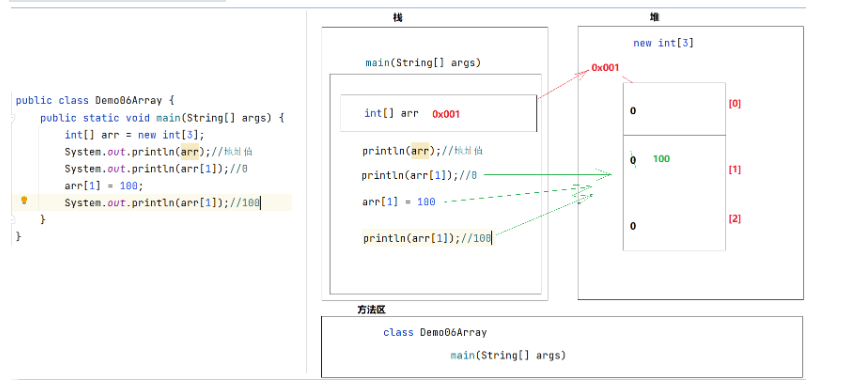 public class Demo06Array {
public static void main(String[] args) {
int[] arr = new int[3];
System.out.println(arr);//地址值
System.out.println(arr[1]);//0
arr[1] = 100;
System.out.println(arr[1]);//100
}
}
栈
main(String[] args)
int[] arr 0x001
println(arr);//地址值
println(arr[1]);//0
arr[1] = 100
println(arr[1]);//100
堆
new int[3]
0x001
0 [0]
0 100 [1]
0 [2]
方法区
class Demo06Array
main(String[] args)